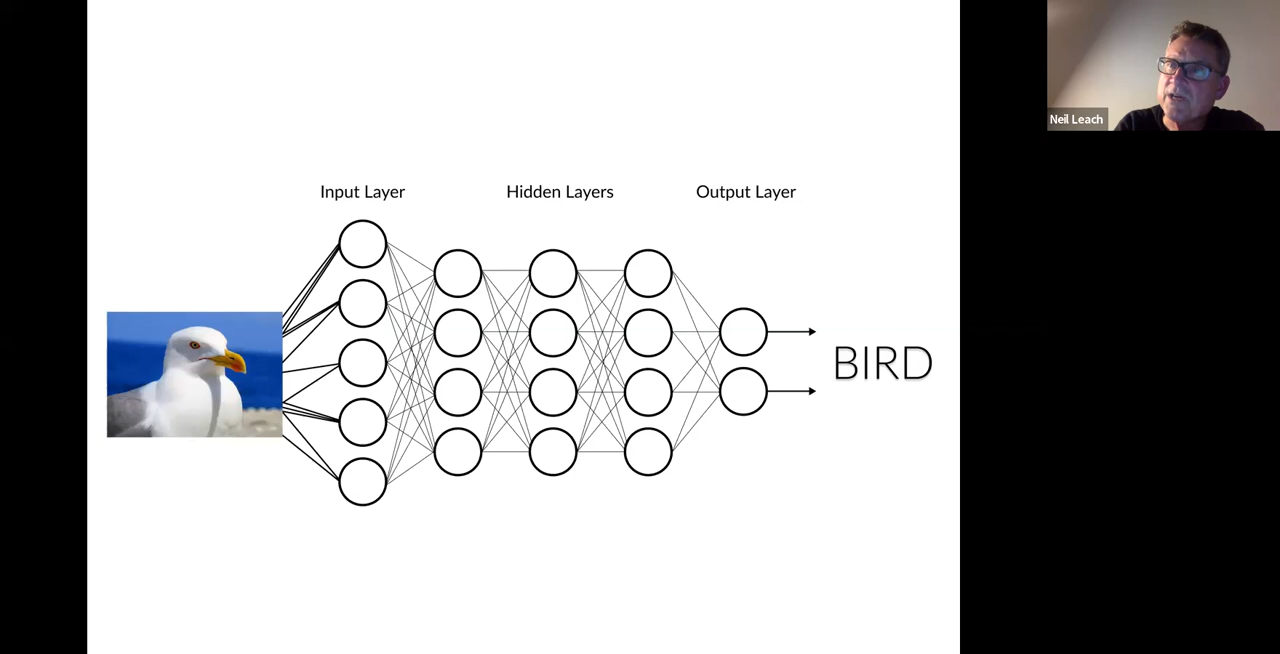 Neil Leach
Input Layer
Hidden Layers
Output Layer
BIRD